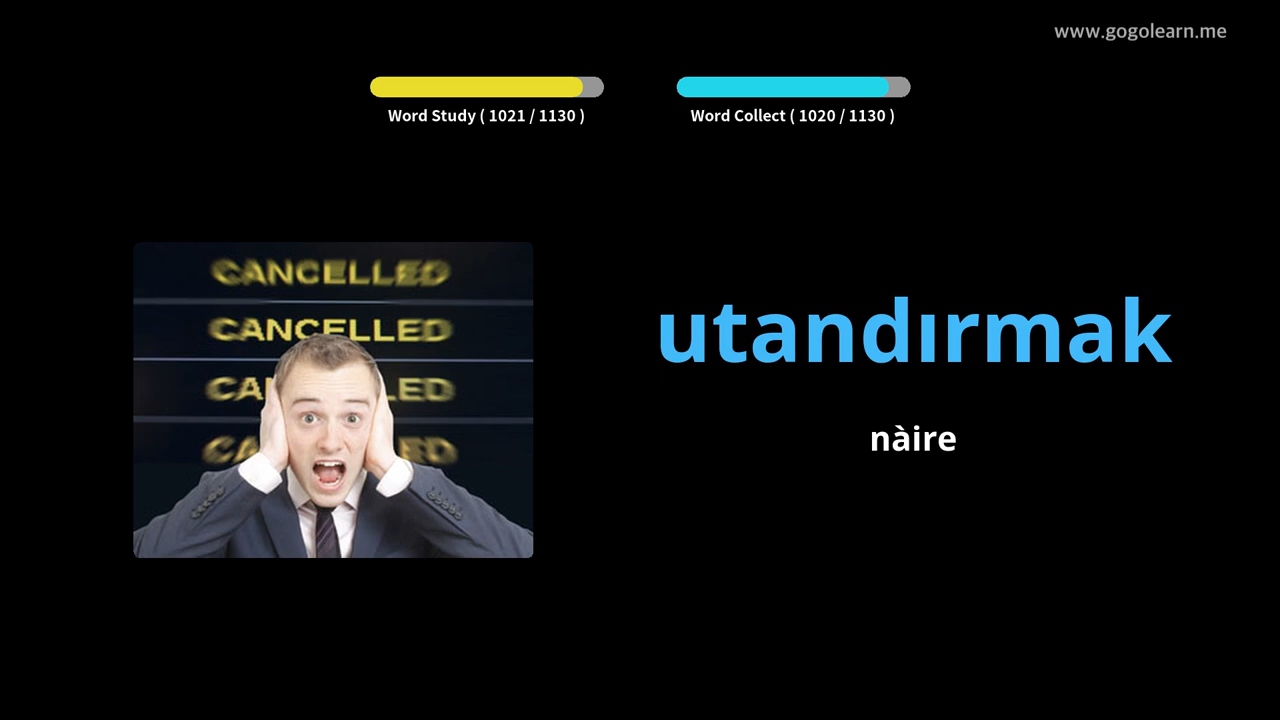 www.gogolearn.me
Word Study ( 1021 / 1130 )
Word Collect ( 1020 / 1130 )
CANCELLED
CANCELLED
utandırmak
nàire